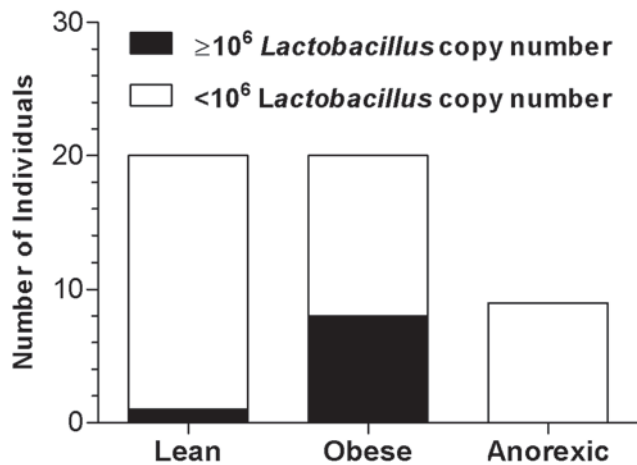 30
≥10⁶ Lactobacillus copy number
<10⁶ Lactobacillus copy number
20
Number of Individuals
10
0
Lean Obese Anorexic